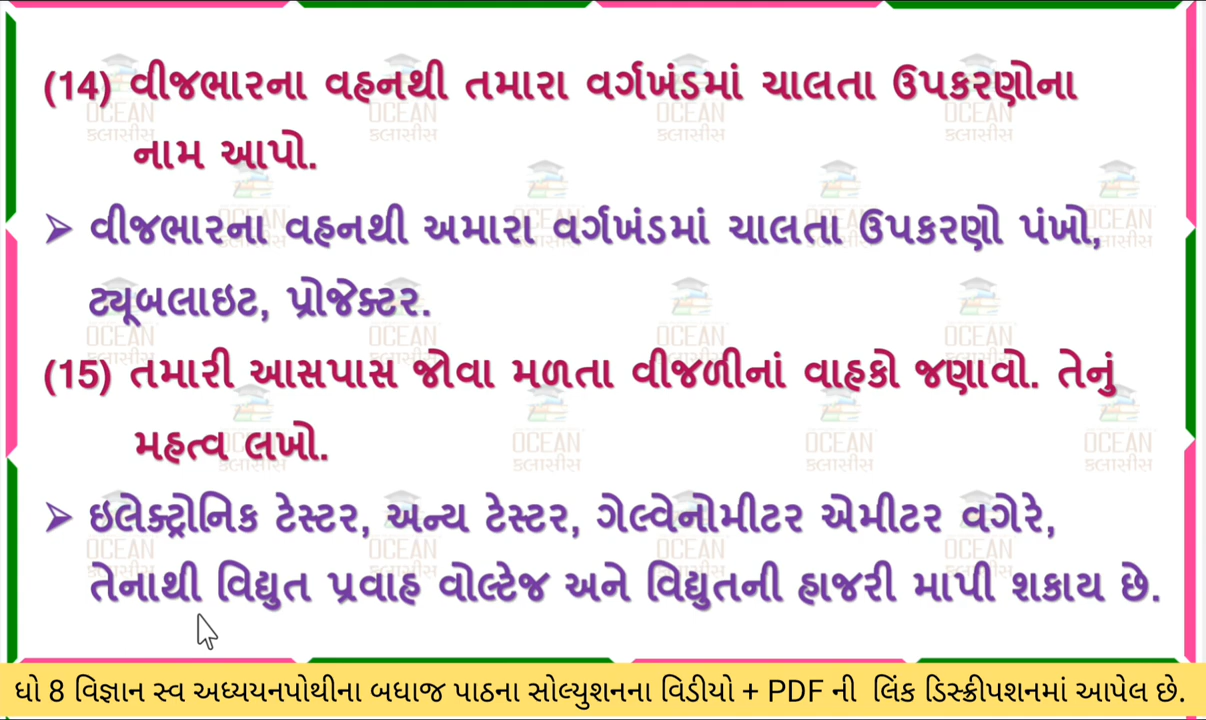 (14) વીજભારના વહનથી તમારા વર્ગખંડમાં ચાલતા ઉપકરણોના
નામ આપો.
➢ વીજભારના વહનથી અમારા વર્ગખંડમાં ચાલતા ઉપકરણો પંખો,
ટ્યૂબલાઇટ, પ્રોજેક્ટર.
(15) તમારી આસપાસ જોવા મળતા વીજળીનાં વાહકો જણાવો. તેનું
મહત્વ લખો.
➢ ઇલેક્ટ્રોનિક ટેસ્ટર, અન્ય ટેસ્ટર, ગેલ્વેનોમીટર એમીટર વગેરે,
તેનાથી વિદ્યુત પ્રવાહ વોલ્ટેજ અને વિદ્યુતની હાજરી માપી શકાય છે.
ધો 8 વિજ્ઞાન સ્વ અધ્યયનપોથીના બધાજ પાઠના સોલ્યુશનના વિડીયો + PDF ની લિંક ડિસ્ક્રીપશનમાં આપેલ છે.
OCEAN
ક્લાસીસ